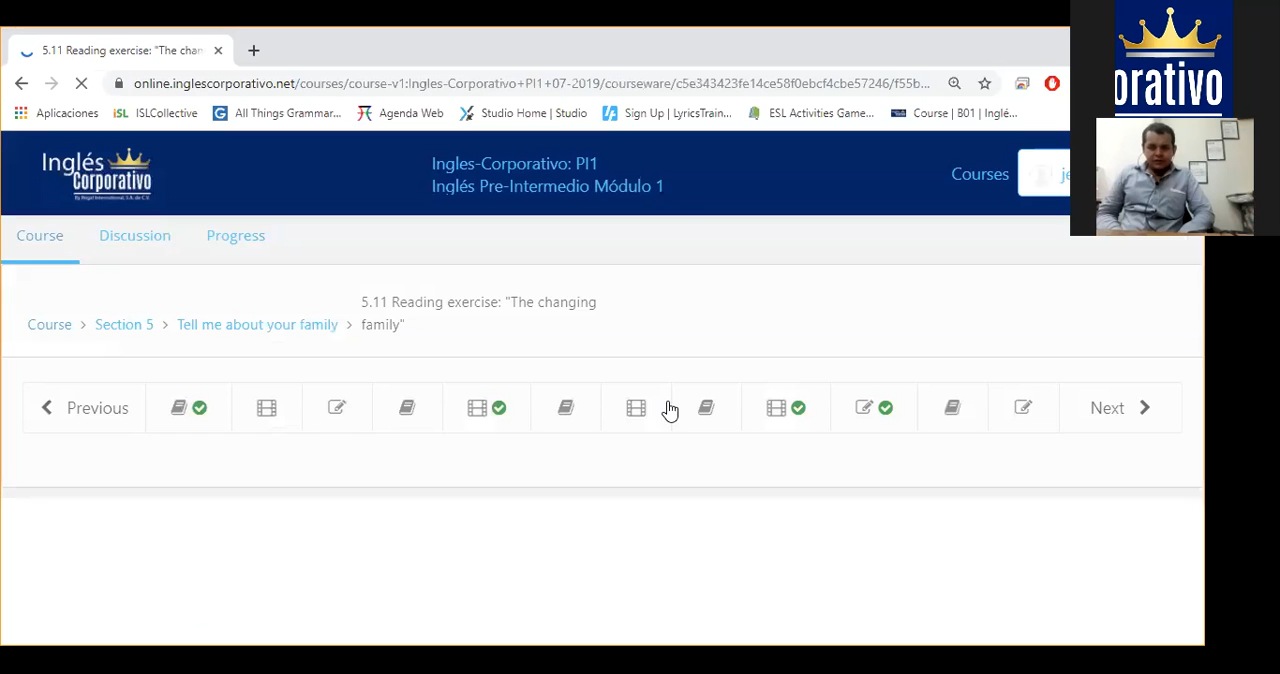 5.11 Reading exercise: "The chan
online.inglescorporativo.net/courses/course-v1:Ingles-Corporativo+PI1+07-2019/courseware/c5e343423fe14ce58f0ebcf4cbe57246/f55b...
Aplicaciones
iSL ISLCollective
G All Things Grammar...
Agenda Web
Studio Home | Studio
Sign Up | LyricsTrain...
ESL Activities Game...
Course | B01 | Inglé...
orativo
Inglés
Corporativo
Ingles-Corporativo: PI1
Inglés Pre-Intermedio Módulo 1
Courses
je
Course
Discussion
Progress
Course > Section 5 > Tell me about your family >
5.11 Reading exercise: "The changing
family"
Previous
Next